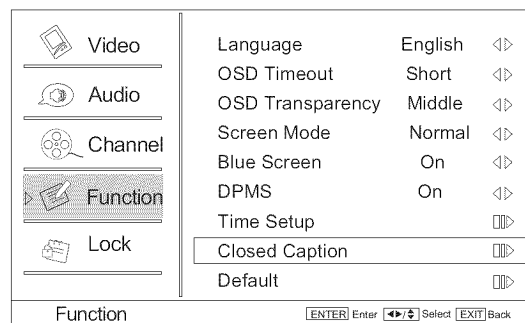 Video
Audio
Channel
Function
Lock
Language English
OSD Timeout Short
OSD Transparency Middle
Screen Mode Normal
Blue Screen On
DPMS On
Time Setup
Closed Caption
Default
Function
ENTER Enter ◀▶/◆ Select EXIT Back